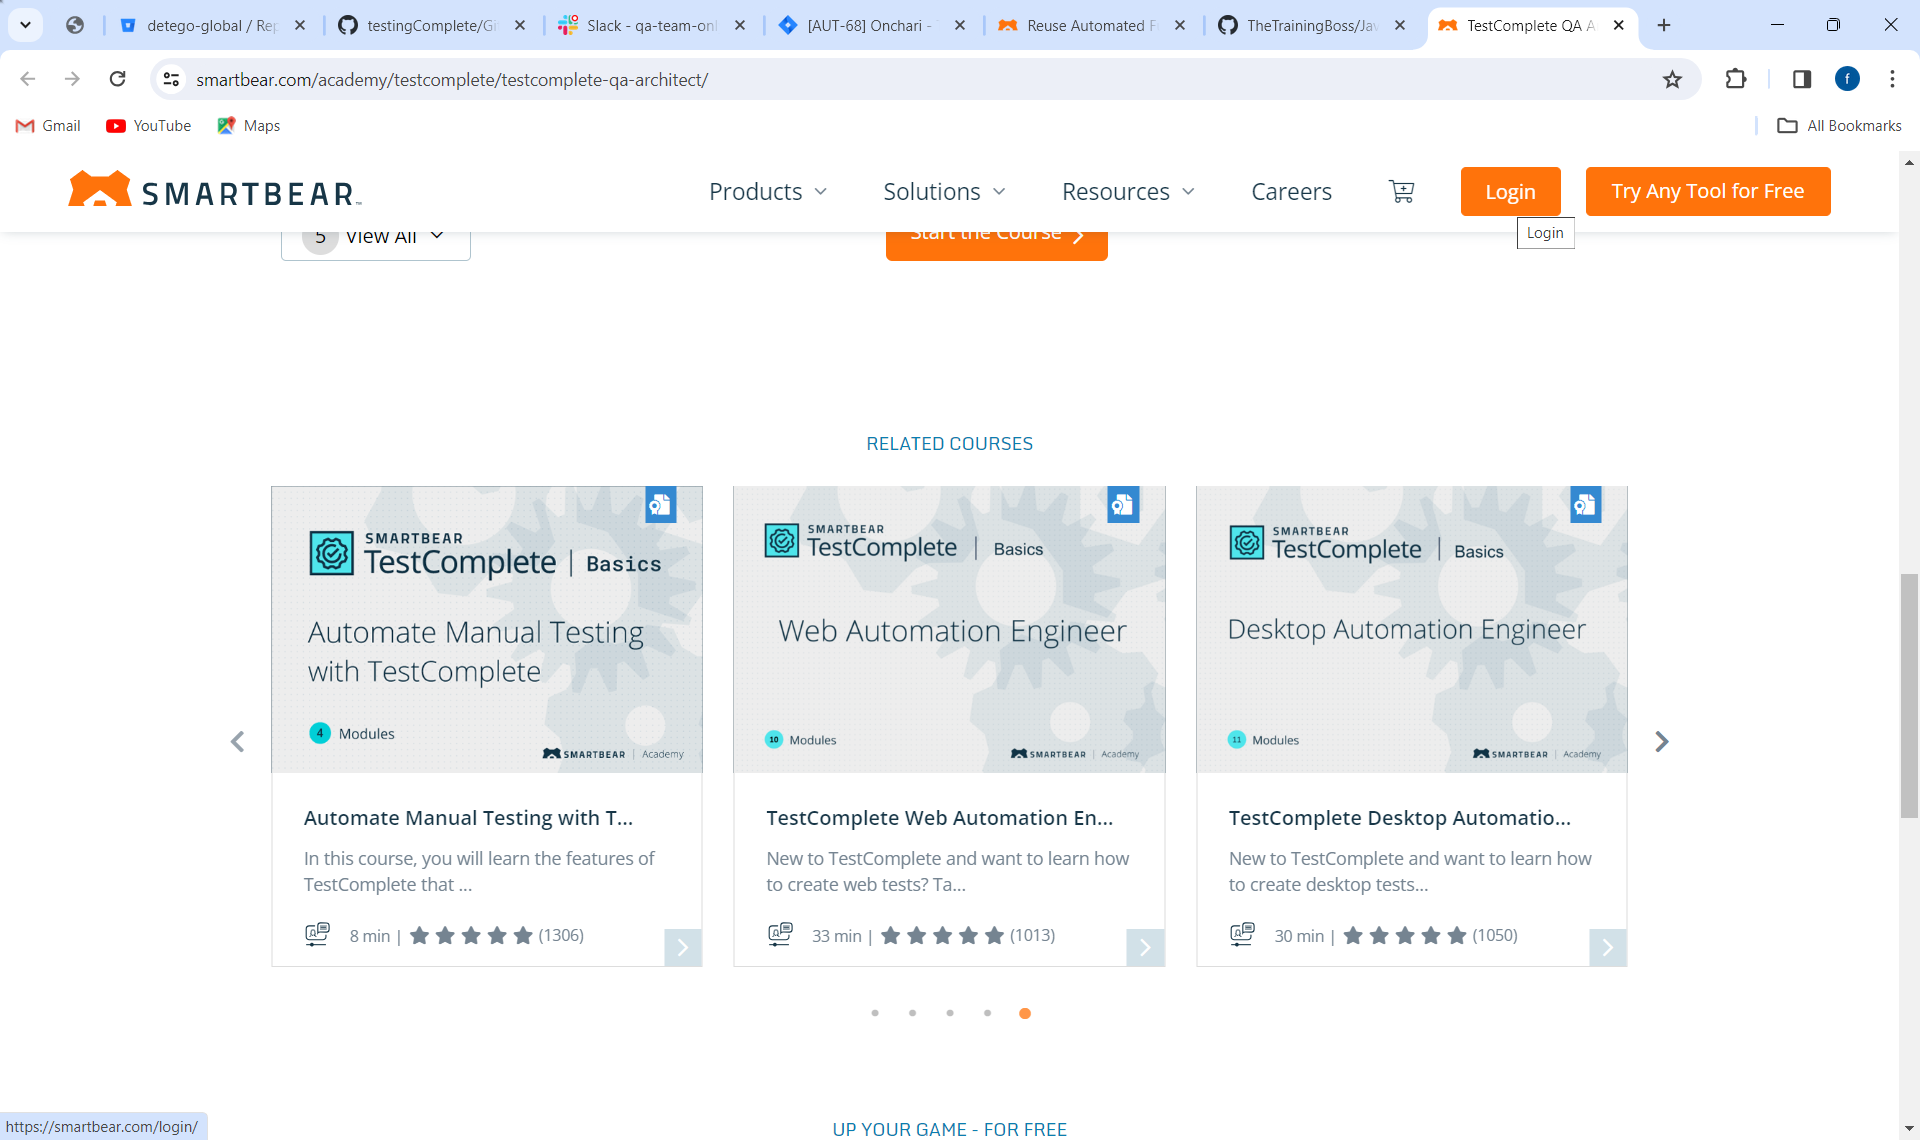 detego-global / Rep
testingComplete/Gi
Slack - qa-team-onl
[AUT-68] Onchari -
Reuse Automated F
TheTrainingBoss/Jav
TestComplete QA A
smartbear.com/academy/testcomplete/testcomplete-qa-architect/
f
Gmail
YouTube
Maps
All Bookmarks
SMARTBEAR
Products
Solutions
Resources
Careers
Login
Try Any Tool for Free
Login
5 View All
Start the Course
RELATED COURSES
SMARTBEAR
TestComplete | Basics
Automate Manual Testing
with TestComplete
4 Modules
SMARTBEAR | Academy
SMARTBEAR
TestComplete | Basics
Web Automation Engineer
10 Modules
SMARTBEAR | Academy
SMARTBEAR
TestComplete | Basics
Desktop Automation Engineer
11 Modules
SMARTBEAR | Academy
Automate Manual Testing with T...
In this course, you will learn the features of
TestComplete that ...
8 min | (1306)
TestComplete Web Automation En...
New to TestComplete and want to learn how
to create web tests? Ta...
33 min | (1013)
TestComplete Desktop Automatio...
New to TestComplete and want to learn how
to create desktop tests...
30 min | (1050)
UP YOUR GAME - FOR FREE
https://smartbear.com/login/